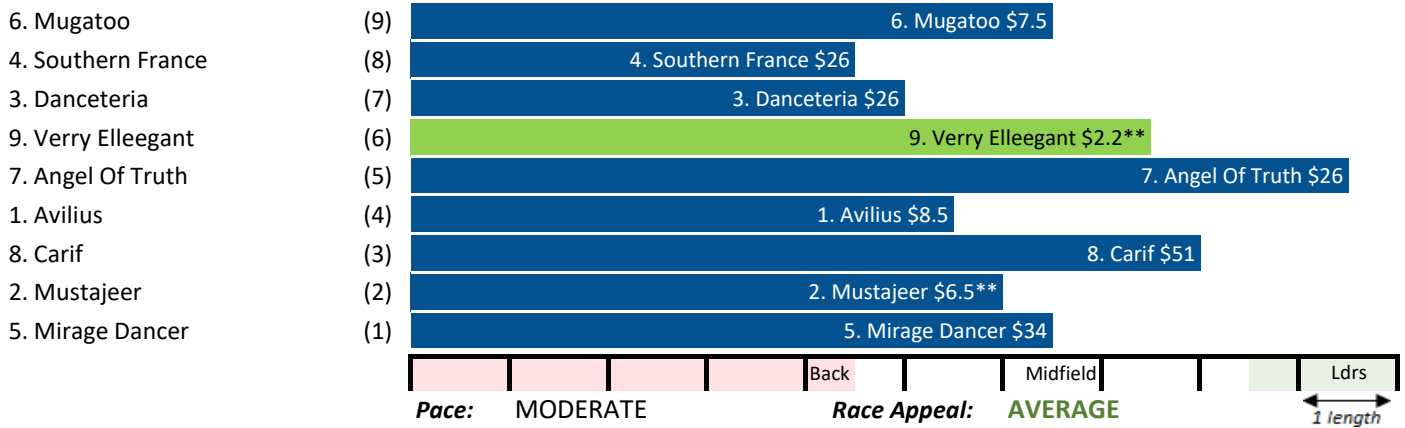 6. Mugatoo (9) 6. Mugatoo $7.5
4. Southern France (8) 4. Southern France $26
3. Danceteria (7) 3. Danceteria $26
9. Verry Elleegant (6) 9. Verry Elleegant $2.2**
7. Angel Of Truth (5) 7. Angel Of Truth $26
1. Avilius (4) 1. Avilius $8.5
8. Carif (3) 8. Carif $51
2. Mustajeer (2) 2. Mustajeer $6.5**
5. Mirage Dancer (1) 5. Mirage Dancer $34
Back Midfield Ldrs
Pace: MODERATE Race Appeal: AVERAGE
1 length